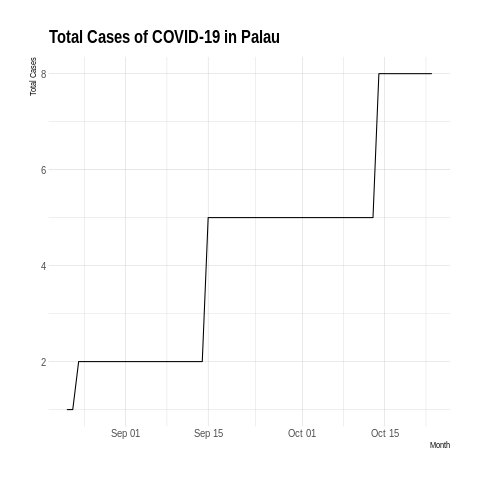 Total Cases of COVID-19 in Palau
Total Cases
8
6
4
2
Sep 01
Sep 15
Oct 01
Oct 15
Month